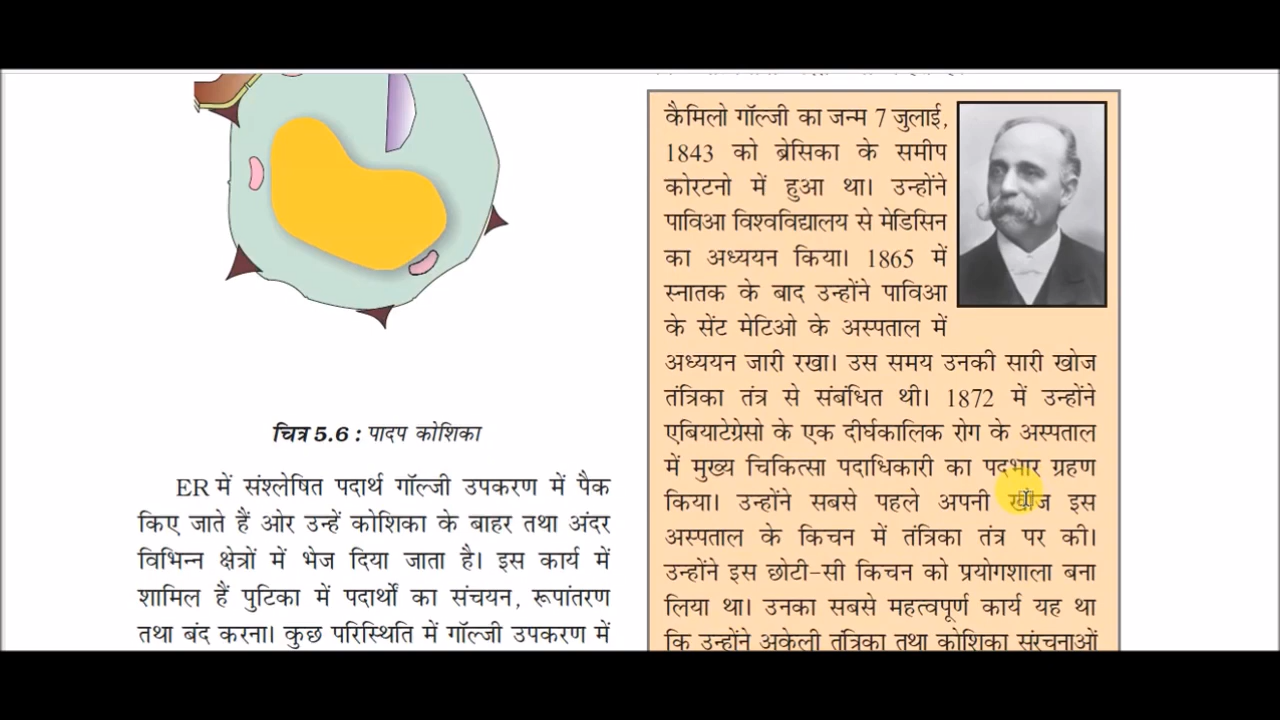 चित्र 5.6 : पादप कोशिका
ER में संश्लेषित पदार्थ गॉल्जी उपकरण में पैक
किए जाते हैं ओर उन्हें कोशिका के बाहर तथा अंदर
विभिन्न क्षेत्रों में भेज दिया जाता है। इस कार्य में
शामिल हैं पुटिका में पदार्थों का संचयन, रूपांतरण
तथा बंद करना। कुछ परिस्थिति में गॉल्जी उपकरण में
कैमिलो गॉल्जी का जन्म 7 जुलाई,
1843 को ब्रेसिका के समीप
कोरटनो में हुआ था। उन्होंने
पाविआ विश्वविद्यालय से मेडिसिन
का अध्ययन किया। 1865 में
स्नातक के बाद उन्होंने पाविआ
के सेंट मेटिओ के अस्पताल में
अध्ययन जारी रखा। उस समय उनकी सारी खोज
तंत्रिका तंत्र से संबंधित थी। 1872 में उन्होंने
एबियाटेग्रेसो के एक दीर्घकालिक रोग के अस्पताल
में मुख्य चिकित्सा पदाधिकारी का पदभार ग्रहण
किया। उन्होंने सबसे पहले अपनी खोज इस
अस्पताल के किचन में तंत्रिका तंत्र पर की।
उन्होंने इस छोटी-सी किचन को प्रयोगशाला बना
लिया था। उनका सबसे महत्वपूर्ण कार्य यह था
कि उन्होंने अकेली तंत्रिका तथा कोशिका संरचनाओं